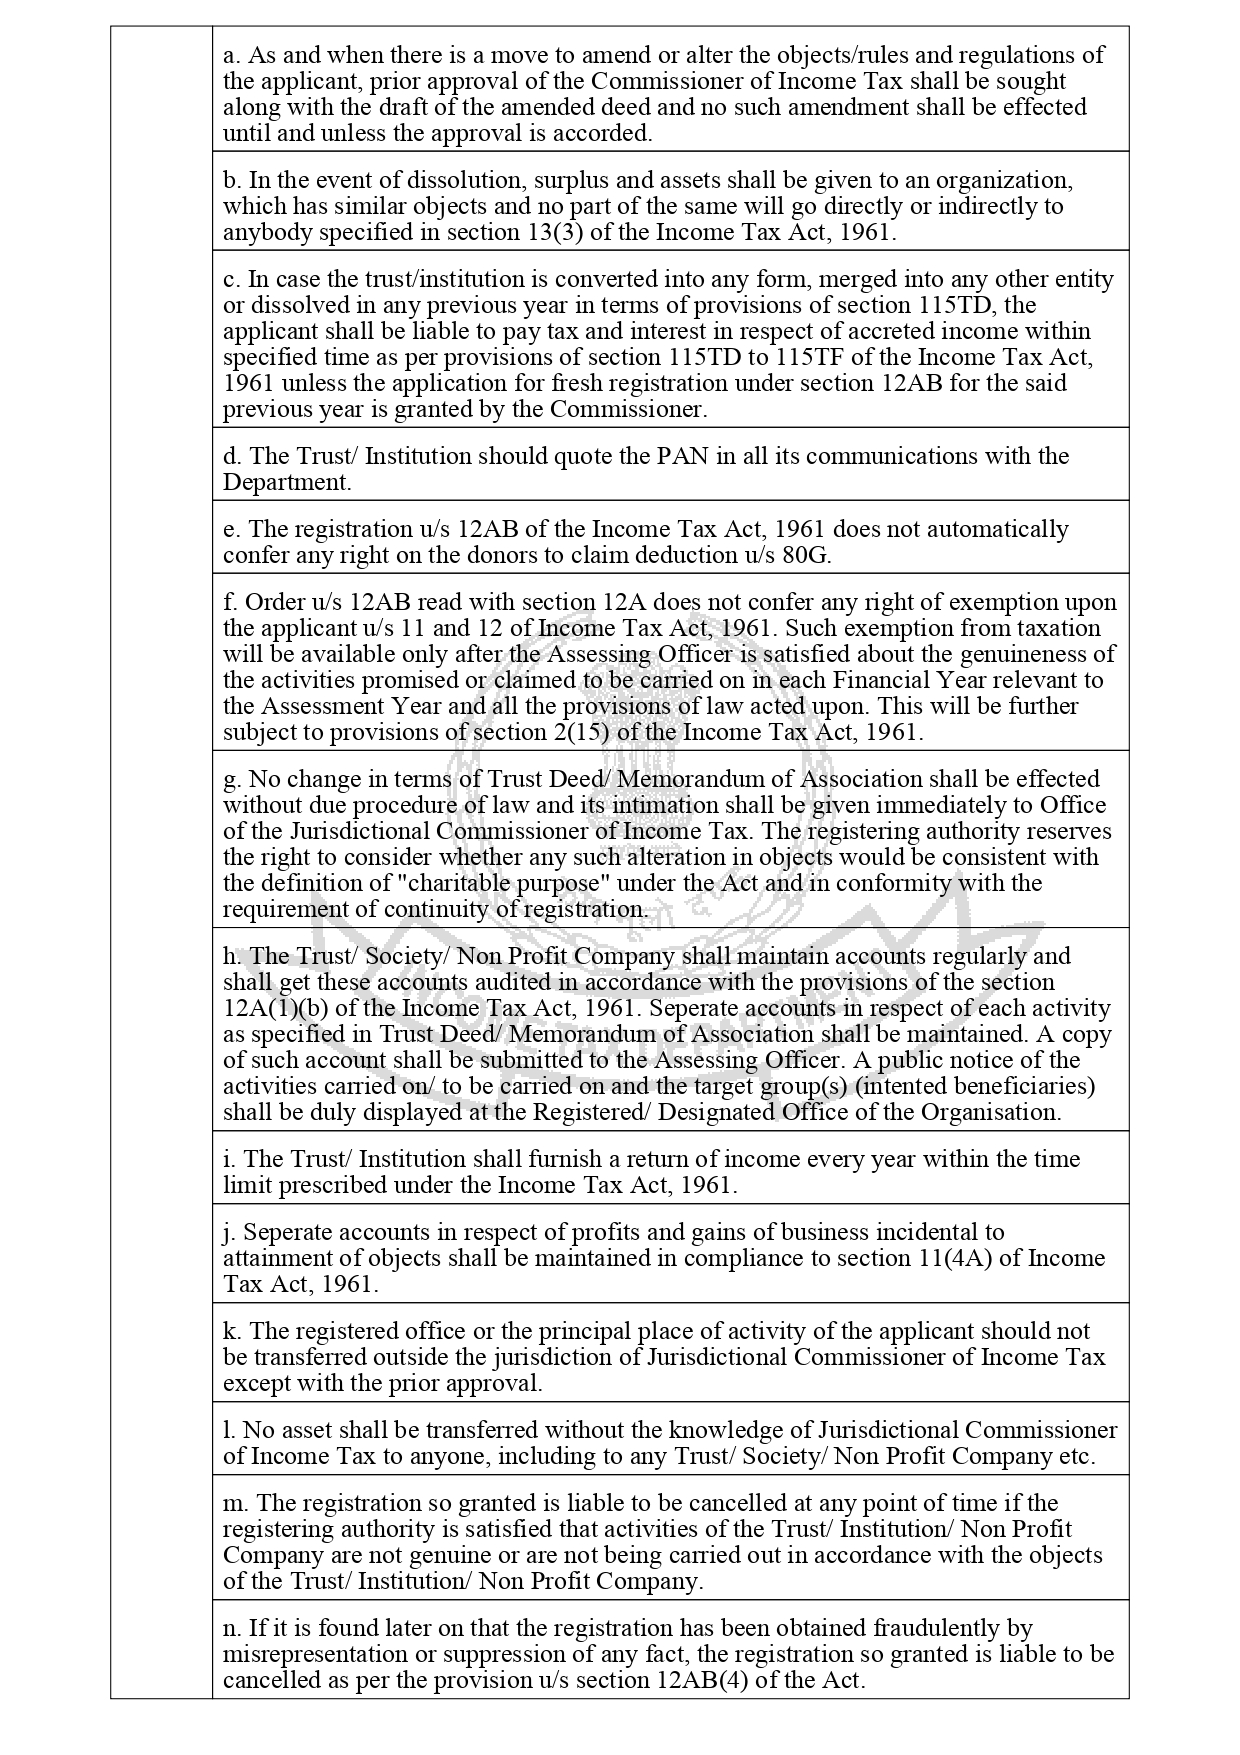 a. As and when there is a move to amend or alter the objects/rules and regulations of
the applicant, prior approval of the Commissioner of Income Tax shall be sought
along with the draft of the amended deed and no such amendment shall be effected
until and unless the approval is accorded.
b. In the event of dissolution, surplus and assets shall be given to an organization,
which has similar objects and no part of the same will go directly or indirectly to
anybody specified in section 13(3) of the Income Tax Act, 1961.
c. In case the trust/institution is converted into any form, merged into any other entity
or dissolved in any previous year in terms of provisions of section 115TD, the
applicant shall be liable to pay tax and interest in respect of accreted income within
specified time as per provisions of section 115TD to 115TF of the Income Tax Act,
1961 unless the application for fresh registration under section 12AB for the said
previous year is granted by the Commissioner.
d. The Trust/ Institution should quote the PAN in all its communications with the
Department.
e. The registration u/s 12AB of the Income Tax Act, 1961 does not automatically
confer any right on the donors to claim deduction u/s 80G.
f. Order u/s 12AB read with section 12A does not confer any right of exemption upon
the applicant u/s 11 and 12 of Income Tax Act, 1961. Such exemption from taxation
will be available only after the Assessing Officer is satisfied about the genuineness of
the activities promised or claimed to be carried on in each Financial Year relevant to
the Assessment Year and all the provisions of law acted upon. This will be further
subject to provisions of section 2(15) of the Income Tax Act, 1961.
g. No change in terms of Trust Deed/ Memorandum of Association shall be effected
without due procedure of law and its intimation shall be given immediately to Office
of the Jurisdictional Commissioner of Income Tax. The registering authority reserves
the right to consider whether any such alteration in objects would be consistent with
the definition of "charitable purpose" under the Act and in conformity with the
requirement of continuity of registration.
h. The Trust/ Society/ Non Profit Company shall maintain accounts regularly and
shall get these accounts audited in accordance with the provisions of the section
12A(1)(b) of the Income Tax Act, 1961. Seperate accounts in respect of each activity
as specified in Trust Deed/ Memorandum of Association shall be maintained. A copy
of such account shall be submitted to the Assessing Officer. A public notice of the
activities carried on/ to be carried on and the target group(s) (intented beneficiaries)
shall be duly displayed at the Registered/ Designated Office of the Organisation.
INCOME TAX DEPARTMENT
i. The Trust/ Institution shall furnish a return of income every year within the time
limit prescribed under the Income Tax Act, 1961.
j. Seperate accounts in respect of profits and gains of business incidental to
attainment of objects shall be maintained in compliance to section 11(4A) of Income
Tax Act, 1961.
k. The registered office or the principal place of activity of the applicant should not
be transferred outside the jurisdiction of Jurisdictional Commissioner of Income Tax
except with the prior approval.
l. No asset shall be transferred without the knowledge of Jurisdictional Commissioner
of Income Tax to anyone, including to any Trust/ Society/ Non Profit Company etc.
m. The registration so granted is liable to be cancelled at any point of time if the
registering authority is satisfied that activities of the Trust/ Institution/ Non Profit
Company are not genuine or are not being carried out in accordance with the objects
of the Trust/ Institution/ Non Profit Company.
n. If it is found later on that the registration has been obtained fraudulently by
misrepresentation or suppression of any fact, the registration so granted is liable to be
cancelled as per the provision u/s section 12AB(4) of the Act.